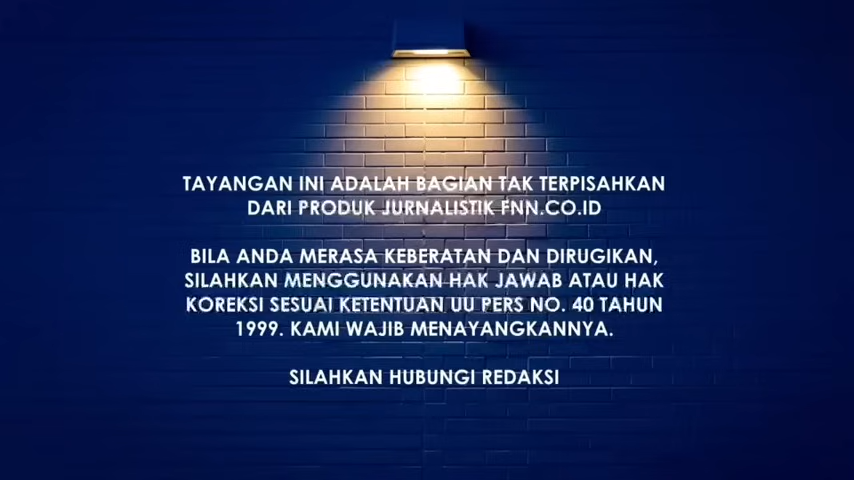 TAYANGAN INI ADALAH BAGIAN TAK TERPISAHKAN
DARI PRODUK JURNALISTIK FNN.CO.ID
BILA ANDA MERASA KEBERATAN DAN DIRUGIKAN,
SILAHKAN MENGGUNAKAN HAK JAWAB ATAU HAK
KOREKSI SESUAI KETENTUAN UU PERS NO. 40 TAHUN
1999. KAMI WAJIB MENAYANGKANNYA.
SILAHKAN HUBUNGI REDAKSI